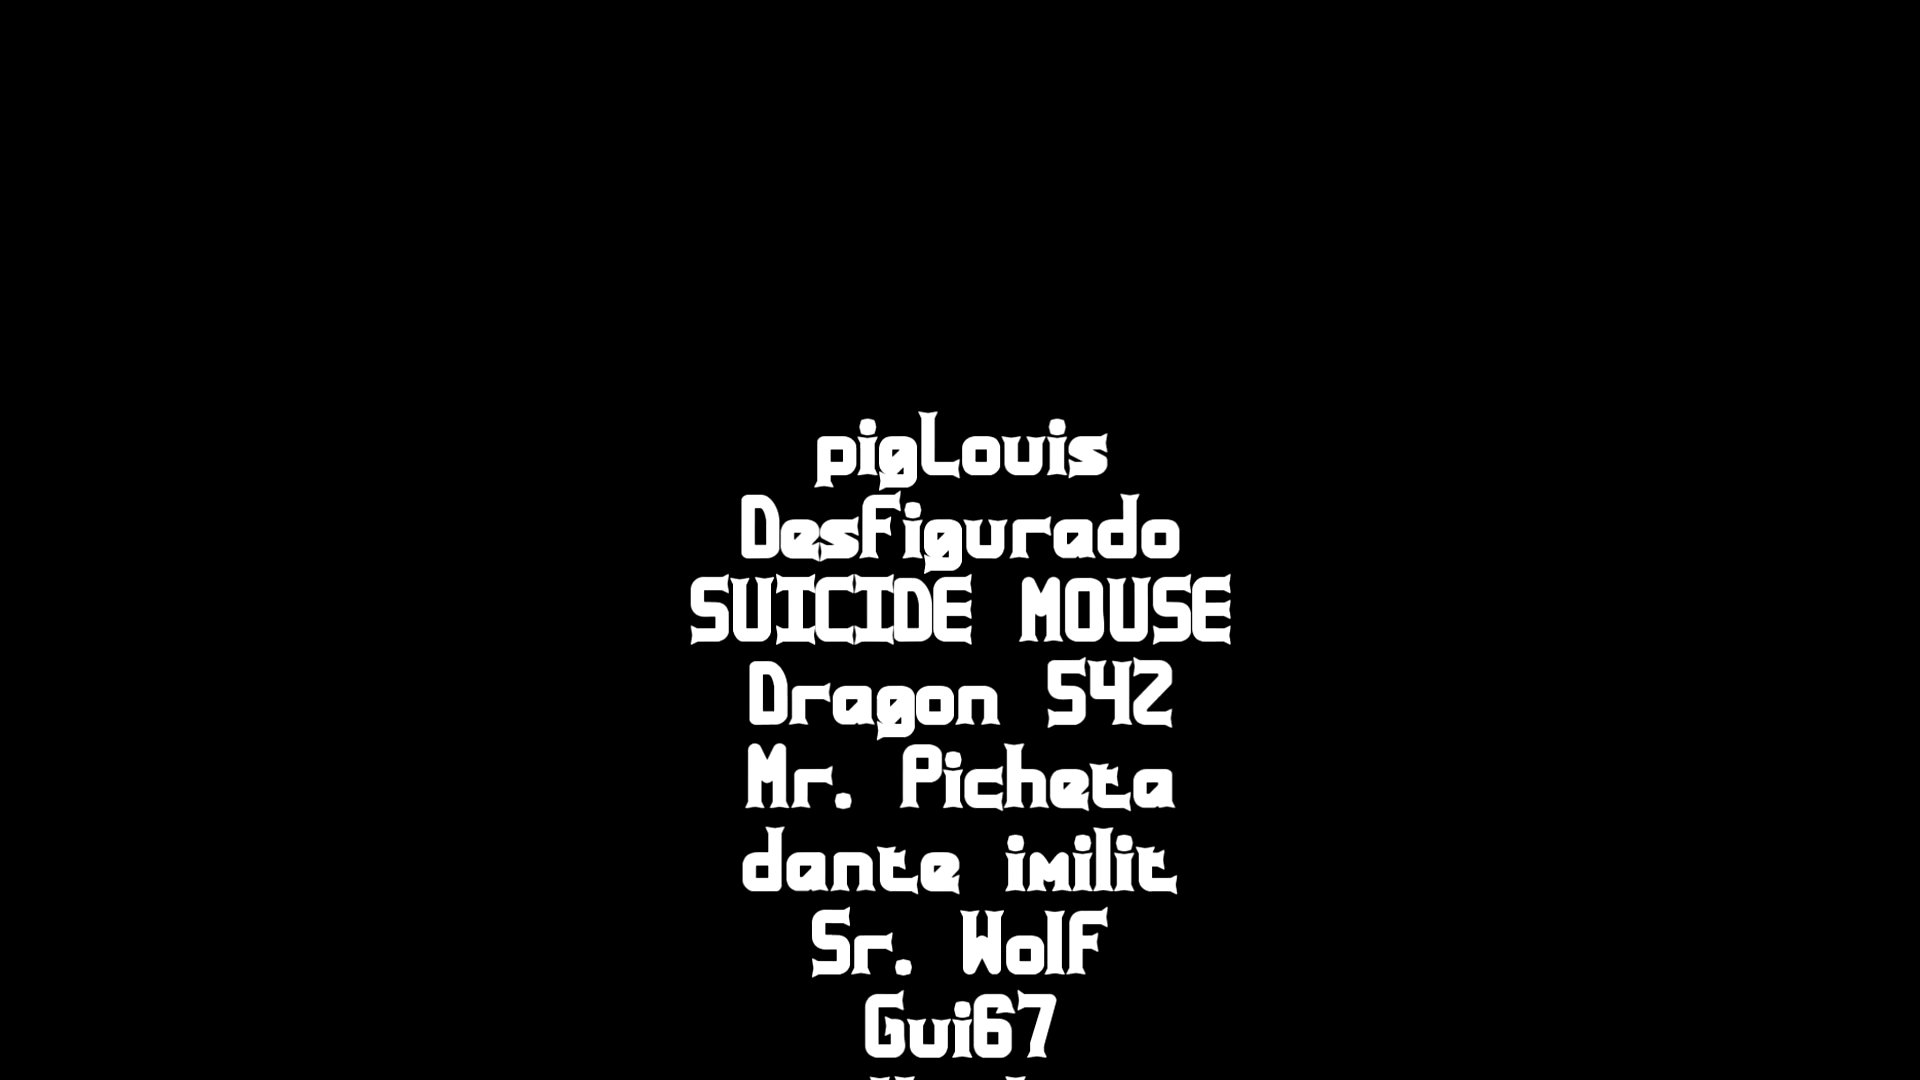 pigLouis
Desfigurado
SUICIDE MOUSE
Dragon 542
Mr. Picheta
dante imilit
Sr. Wolf
Gui67